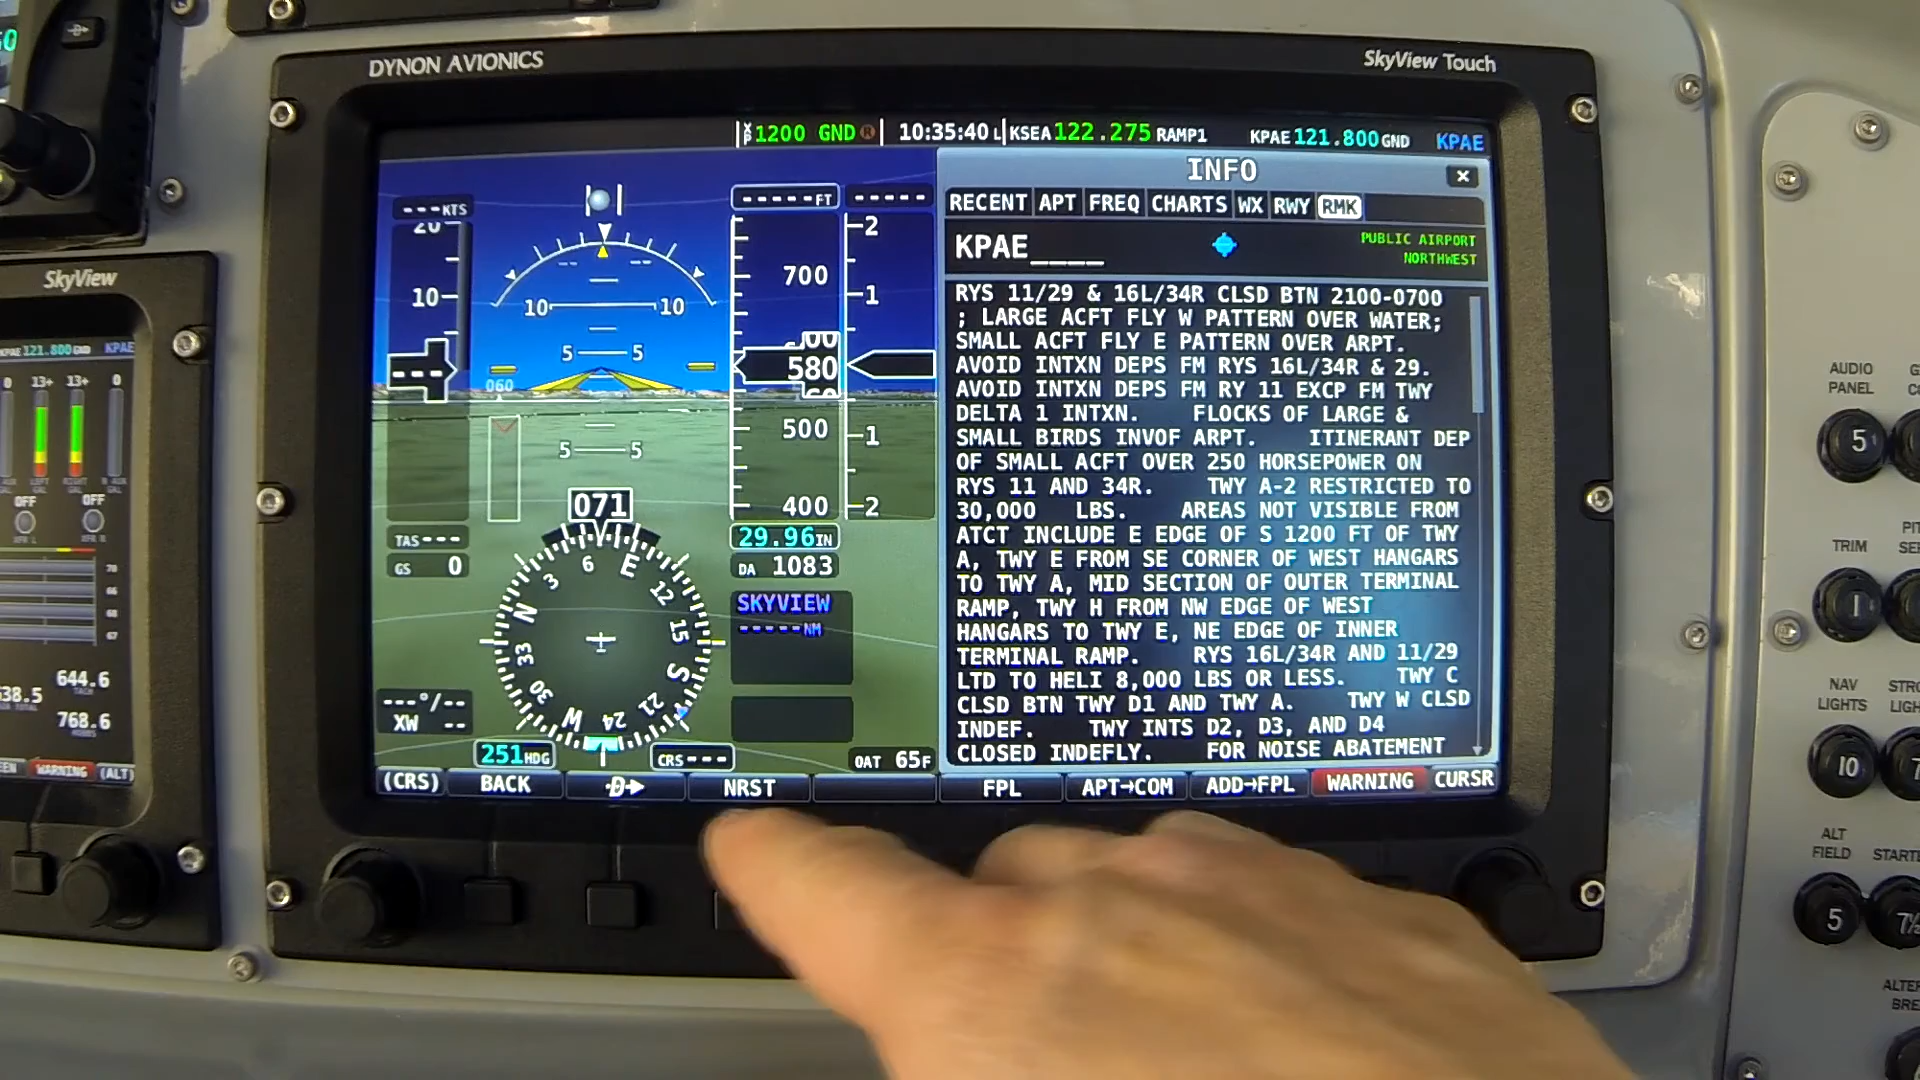 DYNON AVIONICS
SkyView Touch
1200 GND R
10:35:40 L
KSEA 122.275 RAMP1
KPAE 121.800 GND
KPAE
INFO
RECENT APT FREQ CHARTS WX RWY RMK
KPAE____
PUBLIC AIRPORT
NORTHWEST
RYS 11/29 & 16L/34R CLSD BTN 2100-0700
; LARGE ACFT FLY W PATTERN OVER WATER;
SMALL ACFT FLY E PATTERN OVER ARPT.
AVOID INTXN DEPS FM RYS 16L/34R & 29.
AVOID INTXN DEPS FM RY 11 EXCP FM TWY
DELTA 1 INTXN. FLOCKS OF LARGE &
SMALL BIRDS INVOF ARPT. ITINERANT DEP
OF SMALL ACFT OVER 250 HORSEPOWER ON
RYS 11 AND 34R. TWY A-2 RESTRICTED TO
30,000 LBS. AREAS NOT VISIBLE FROM
ATCT INCLUDE E EDGE OF S 1200 FT OF TWY
A, TWY E FROM SE CORNER OF WEST HANGARS
TO TWY A, MID SECTION OF OUTER TERMINAL
RAMP, TWY H FROM NW EDGE OF WEST
HANGARS TO TWY E, NE EDGE OF INNER
TERMINAL RAMP. RYS 16L/34R AND 11/29
LTD TO HELI 8,000 LBS OR LESS. TWY C
CLSD BTN TWY D1 AND TWY A. TWY W CLSD
INDEF. TWY INTS D2, D3, AND D4
CLOSED INDEFLY. FOR NOISE ABATEMENT
---KTS
20
10
-----FT
-----
700
580
500
400
2
1
1
2
10 10
5 5
5 5
060
071
29.96IN
DA 1083
TAS---
GS 0
SKYVIEW
-----NM
N 3 6 E 12 15 S 21 24 W 30 33
---°/--
XW --
251HDG
CRS---
OAT 65F
(CRS) BACK D→ NRST FPL APT→COM ADD→FPL WARNING CURSR
SkyView
KPAE 121.800 GND KPAE
0 13+ 13+ 0
OFF OFF
644.6
TACH
638.5
768.6
HOBBS
WARNING (ALT)
AUDIO
PANEL
5
TRIM
1
NAV
LIGHTS
10
ALT
FIELD
5
7½